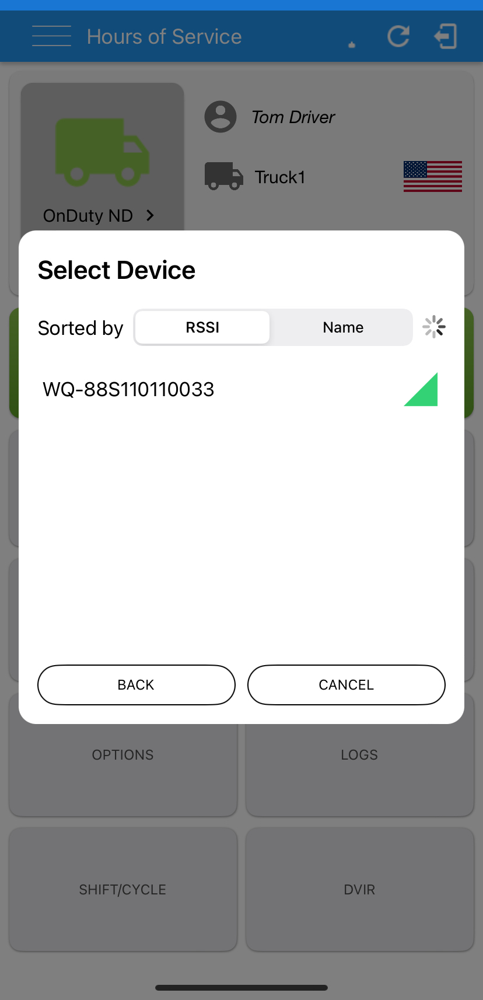 Hours of Service
Tom Driver
Truck1
OnDuty ND
Select Device
Sorted by RSSI Name
WQ-88S110110033
BACK CANCEL
OPTIONS LOGS
SHIFT/CYCLE DVIR